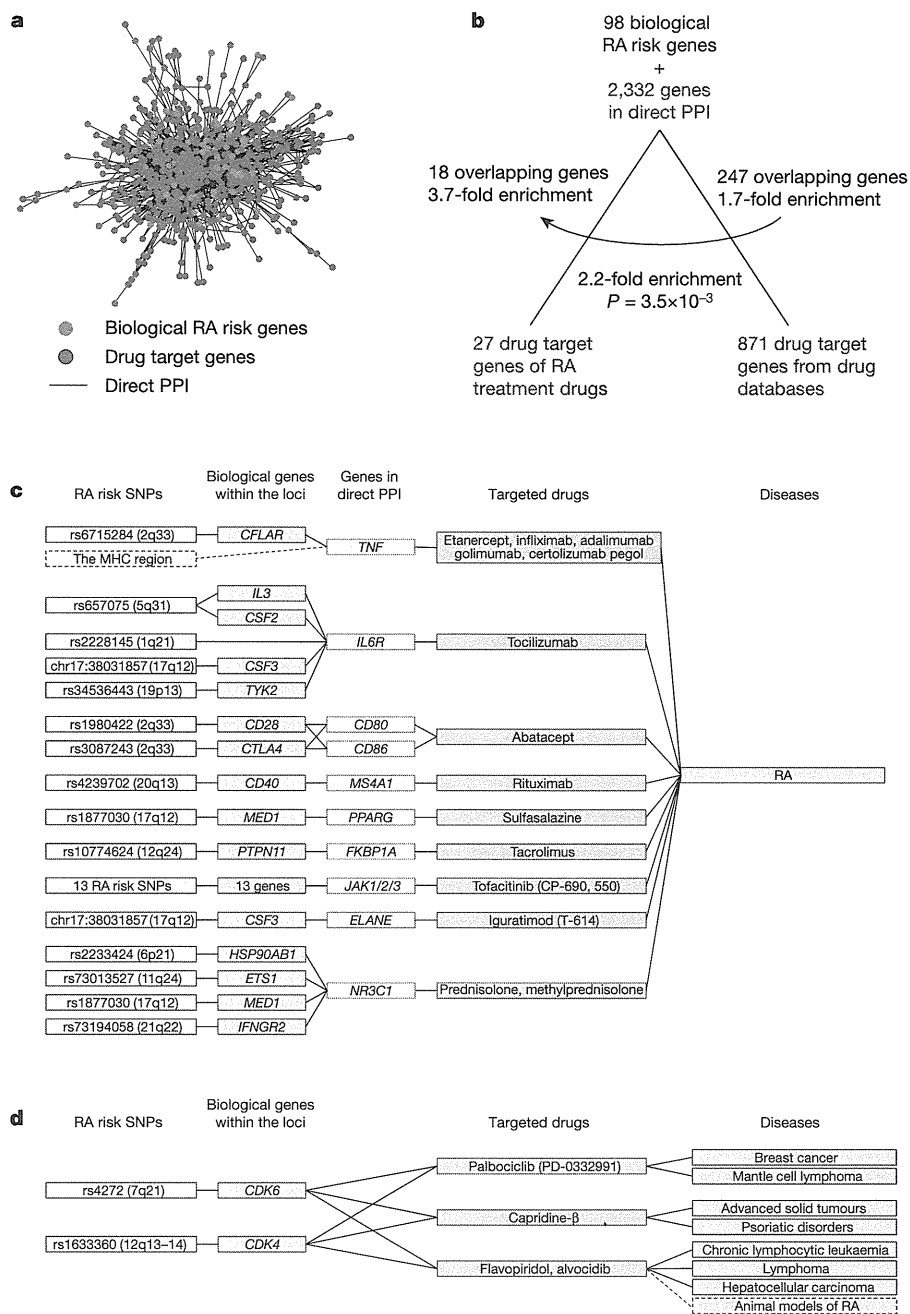 a
Biological RA risk genes
Drug target genes
Direct PPI
b
98 biological
RA risk genes
+
2,332 genes
in direct PPI
18 overlapping genes
3.7-fold enrichment
247 overlapping genes
1.7-fold enrichment
2.2-fold enrichment
P = 3.5×10⁻³
27 drug target
genes of RA
treatment drugs
871 drug target
genes from drug
databases
c
RA risk SNPs
Biological genes
within the loci
Genes in
direct PPI
Targeted drugs
Diseases
rs6715284 (2q33)
CFLAR
The MHC region
TNF
Etanercept, infliximab, adalimumab
golimumab, certolizumab pegol
rs657075 (5q31)
IL3
CSF2
rs2228145 (1q21)
IL6R
Tocilizumab
chr17:38031857(17q12)
CSF3
rs34536443 (19p13)
TYK2
rs1980422 (2q33)
CD28
CD80
rs3087243 (2q33)
CTLA4
CD86
Abatacept
RA
rs4239702 (20q13)
CD40
MS4A1
Rituximab
rs1877030 (17q12)
MED1
PPARG
Sulfasalazine
rs10774624 (12q24)
PTPN11
FKBP1A
Tacrolimus
13 RA risk SNPs
13 genes
JAK1/2/3
Tofacitinib (CP-690, 550)
chr17:38031857(17q12)
CSF3
ELANE
Iguratimod (T-614)
rs2233424 (6p21)
HSP90AB1
rs73013527 (11q24)
ETS1
NR3C1
Prednisolone, methylprednisolone
rs1877030 (17q12)
MED1
rs73194058 (21q22)
IFNGR2
d
RA risk SNPs
Biological genes
within the loci
Targeted drugs
Diseases
rs4272 (7q21)
CDK6
rs1633360 (12q13–14)
CDK4
Palbociclib (PD-0332991)
Breast cancer
Mantle cell lymphoma
Capridine-β
Advanced solid tumours
Psoriatic disorders
Flavopiridol, alvocidib
Chronic lymphocytic leukaemia
Lymphoma
Hepatocellular carcinoma
Animal models of RA